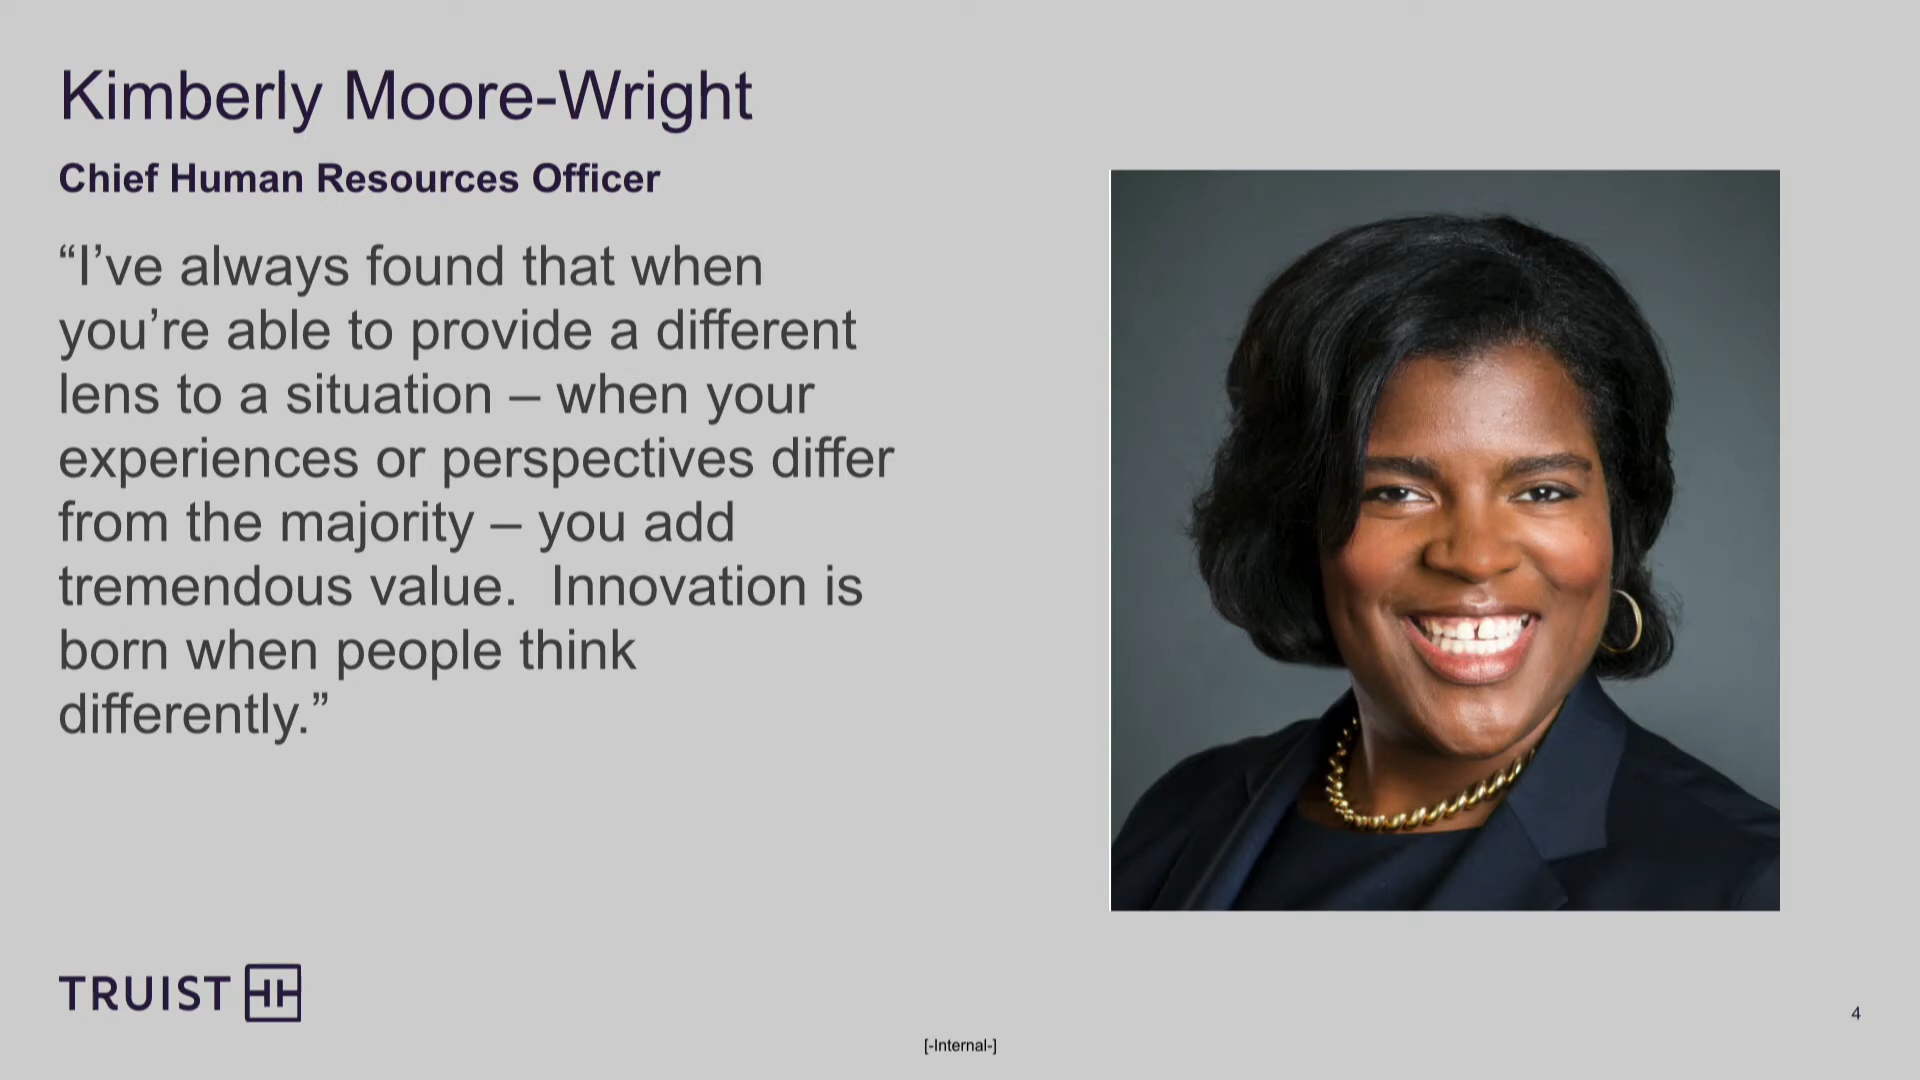 Kimberly Moore-Wright
Chief Human Resources Officer
“I’ve always found that when
you’re able to provide a different
lens to a situation – when your
experiences or perspectives differ
from the majority – you add
tremendous value.  Innovation is
born when people think
differently.”
TRUIST
4
[-Internal-]